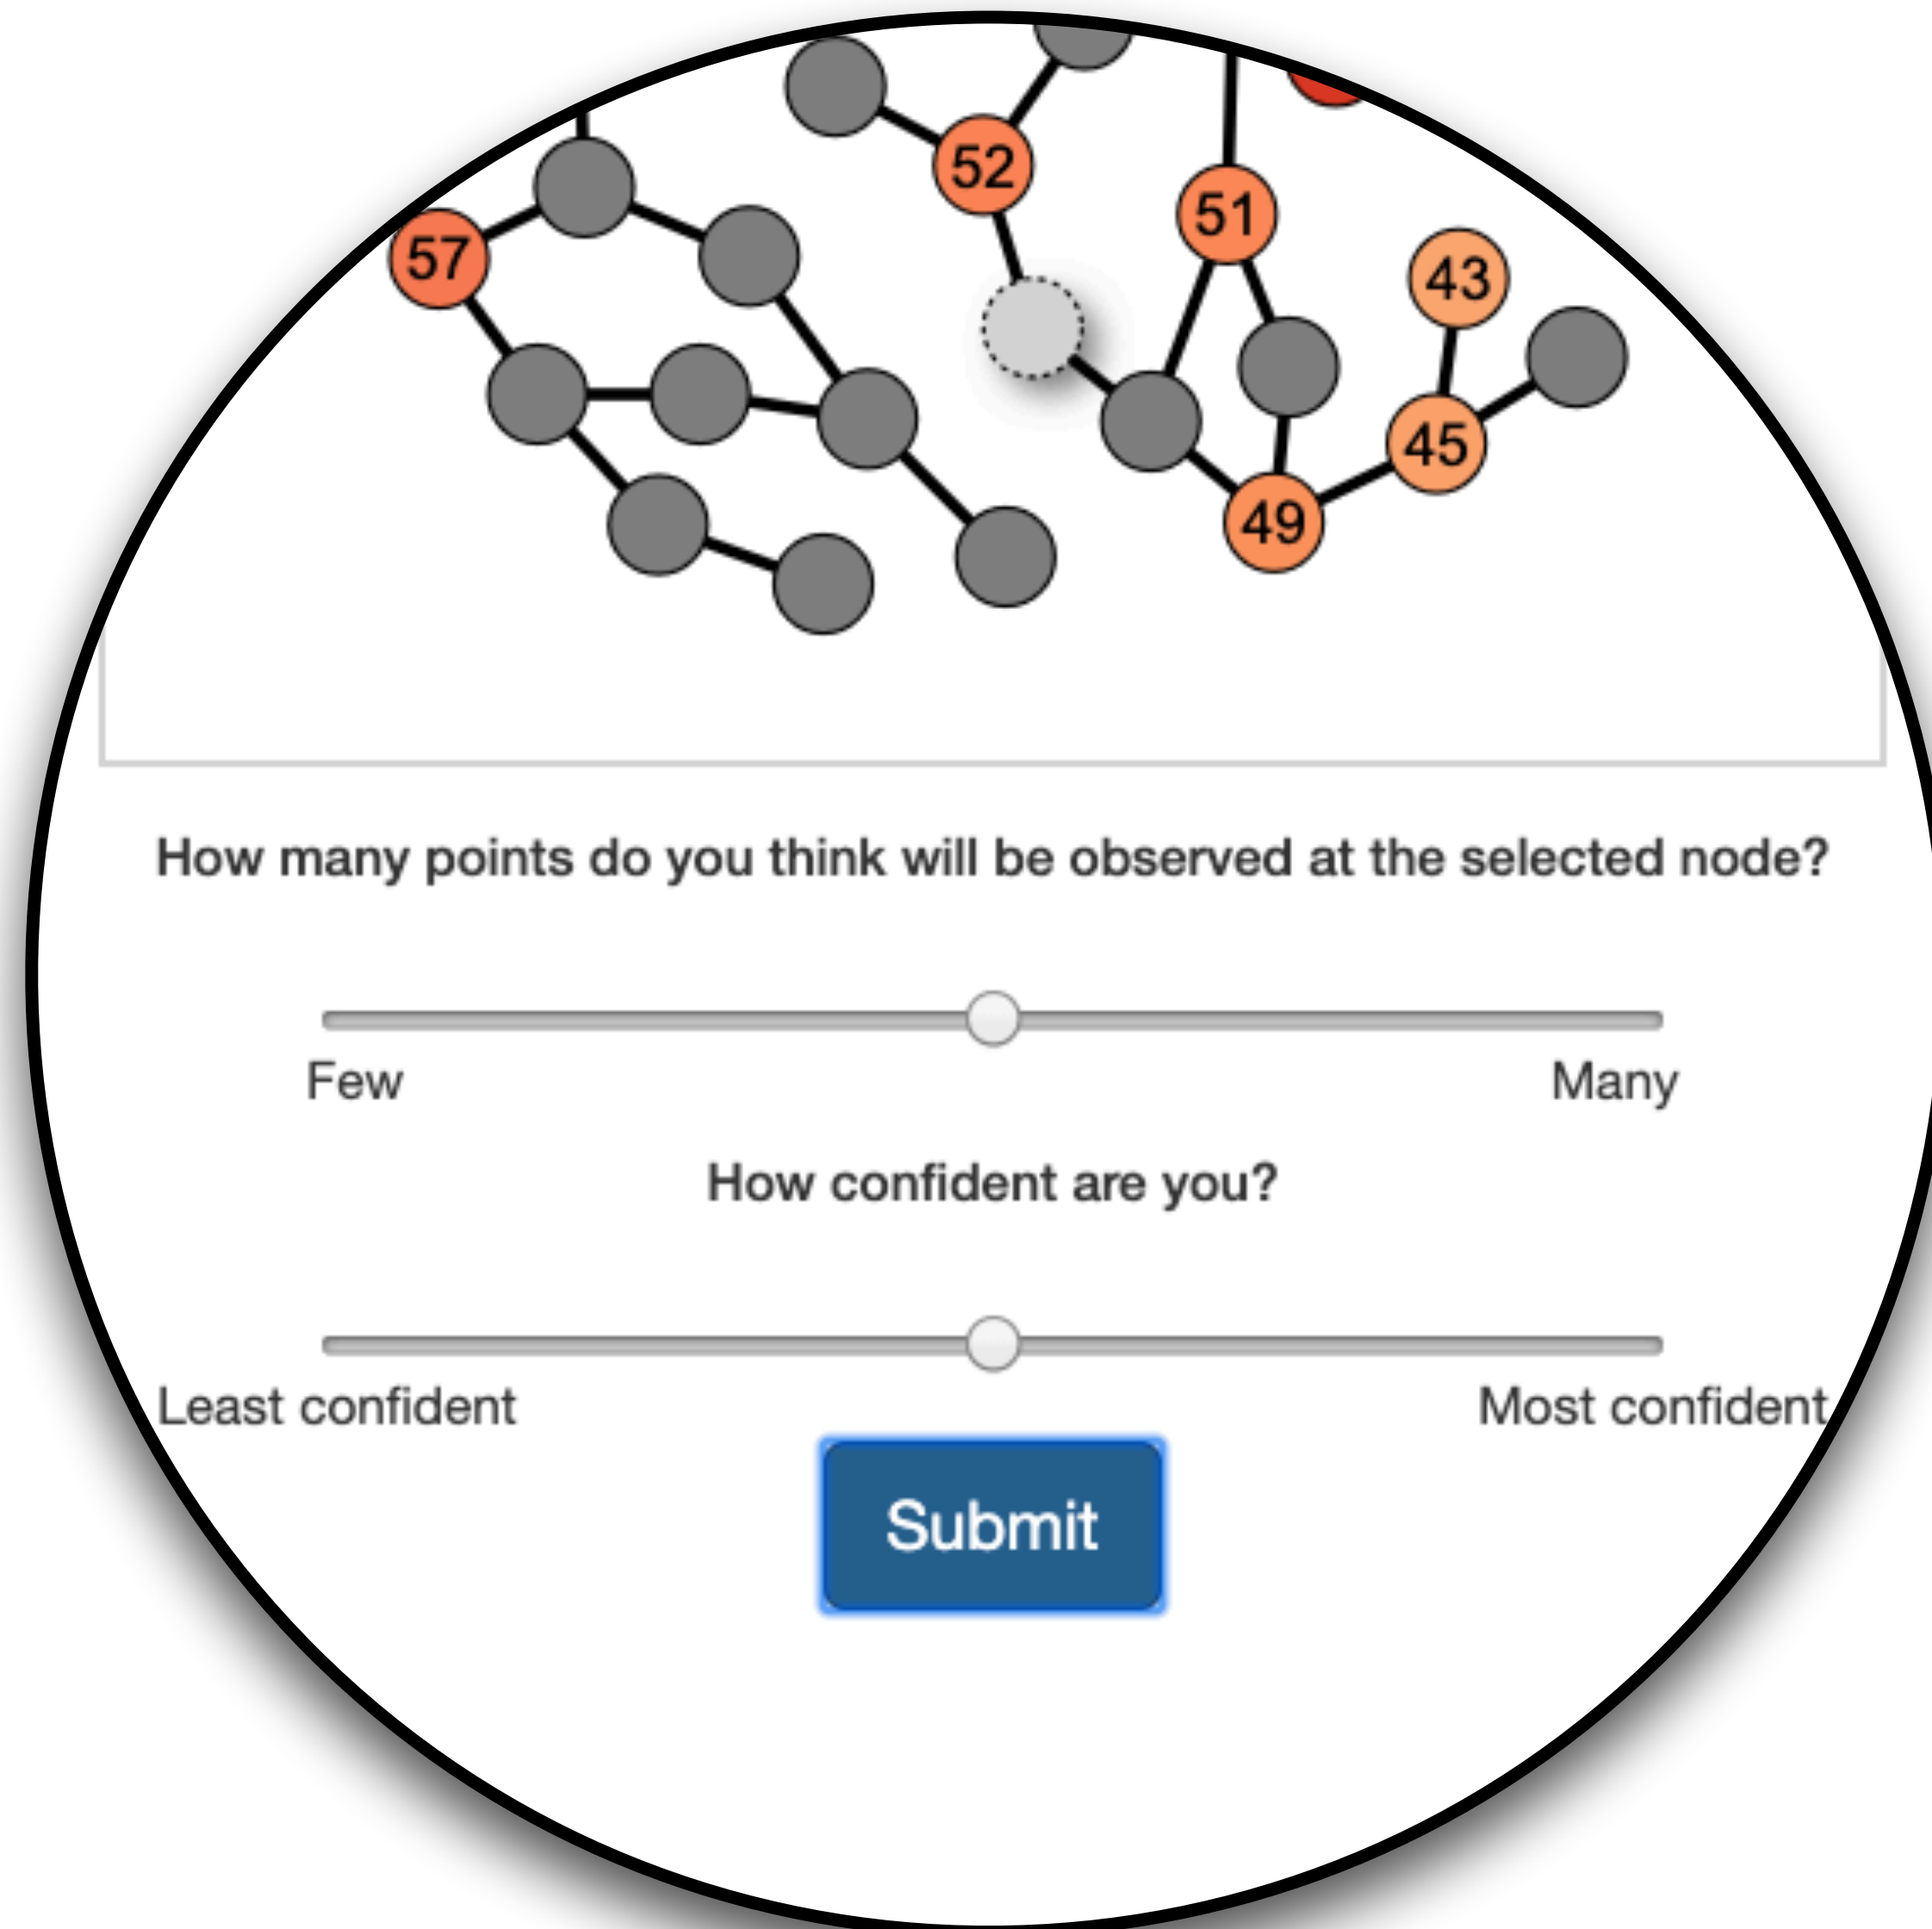 52
51
57
43
45
49
How many points do you think will be observed at the selected node?
Few Many
How confident are you?
Least confident Most confident
Submit